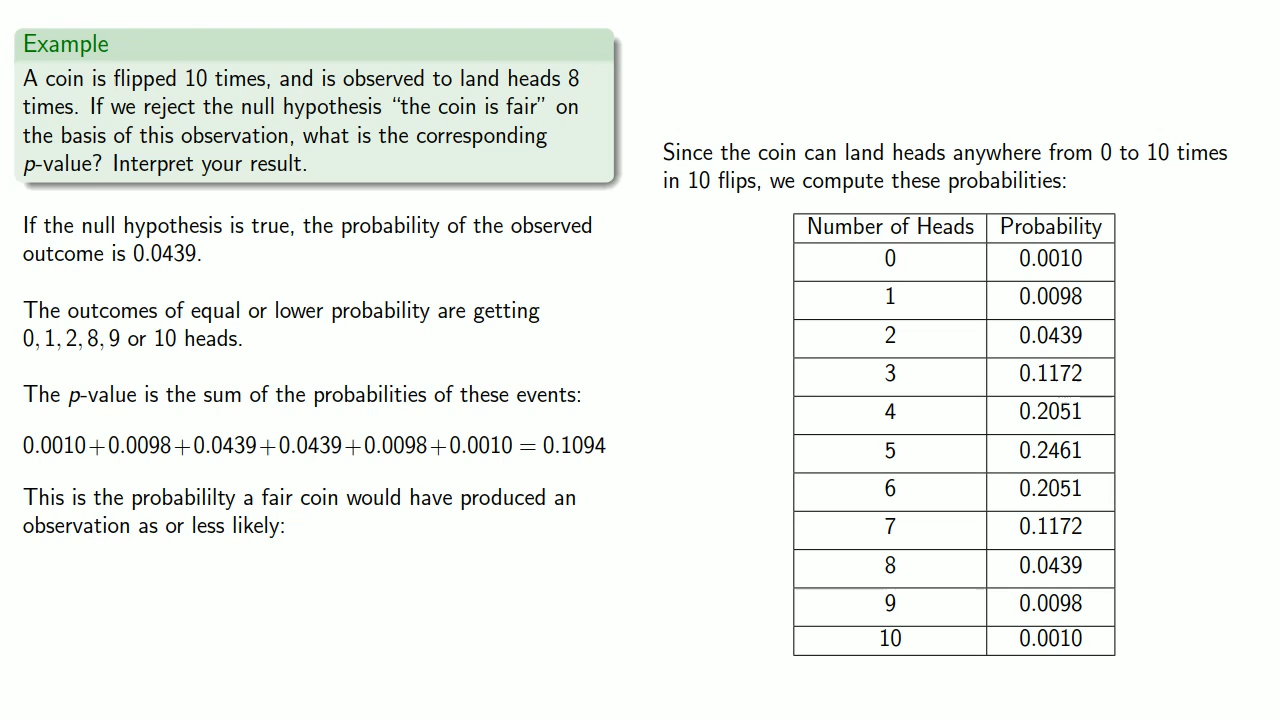 Example
A coin is flipped 10 times, and is observed to land heads 8
times. If we reject the null hypothesis “the coin is fair” on
the basis of this observation, what is the corresponding
p-value? Interpret your result.
If the null hypothesis is true, the probability of the observed
outcome is 0.0439.
The outcomes of equal or lower probability are getting
0, 1, 2, 8, 9 or 10 heads.
The p-value is the sum of the probabilities of these events:
0.0010+0.0098+0.0439+0.0439+0.0098+0.0010 = 0.1094
This is the probabililty a fair coin would have produced an
observation as or less likely:
Since the coin can land heads anywhere from 0 to 10 times
in 10 flips, we compute these probabilities:
Number of Heads Probability
0 0.0010
1 0.0098
2 0.0439
3 0.1172
4 0.2051
5 0.2461
6 0.2051
7 0.1172
8 0.0439
9 0.0098
10 0.0010